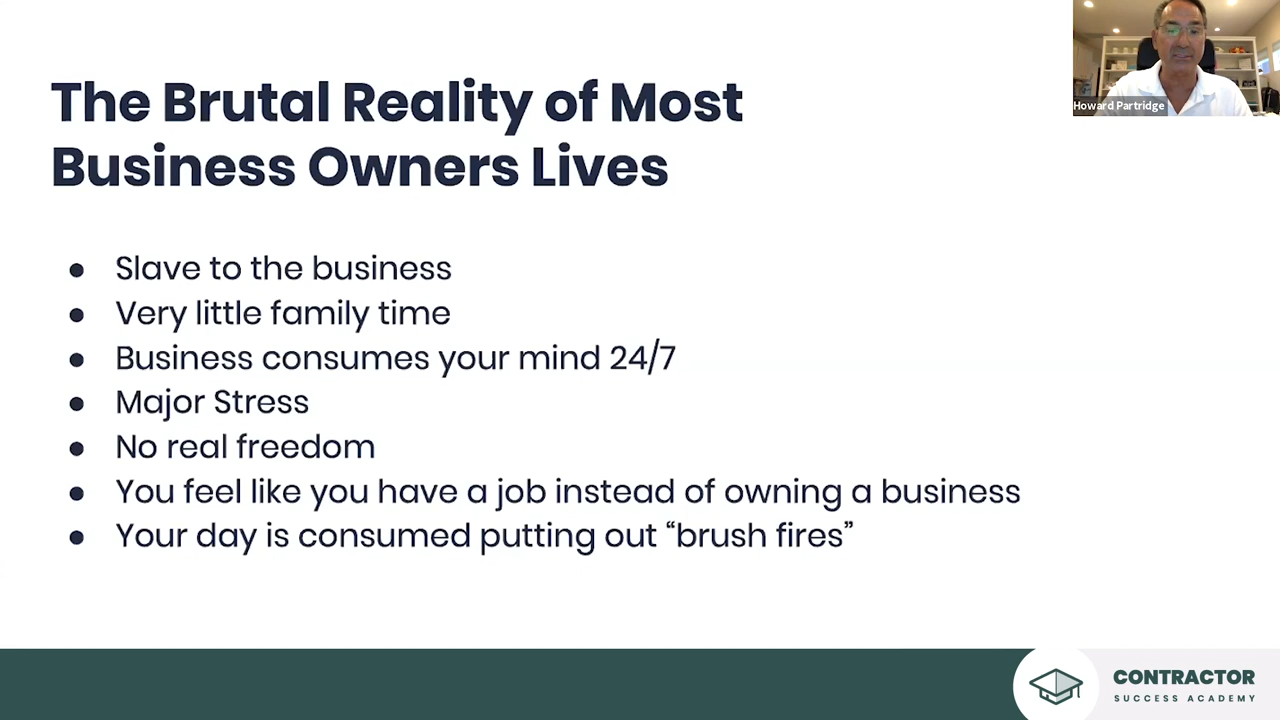 Howard Partridge
The Brutal Reality of Most
Business Owners Lives
● Slave to the business
● Very little family time
● Business consumes your mind 24/7
● Major Stress
● No real freedom
● You feel like you have a job instead of owning a business
● Your day is consumed putting out “brush fires”
CONTRACTOR
SUCCESS ACADEMY